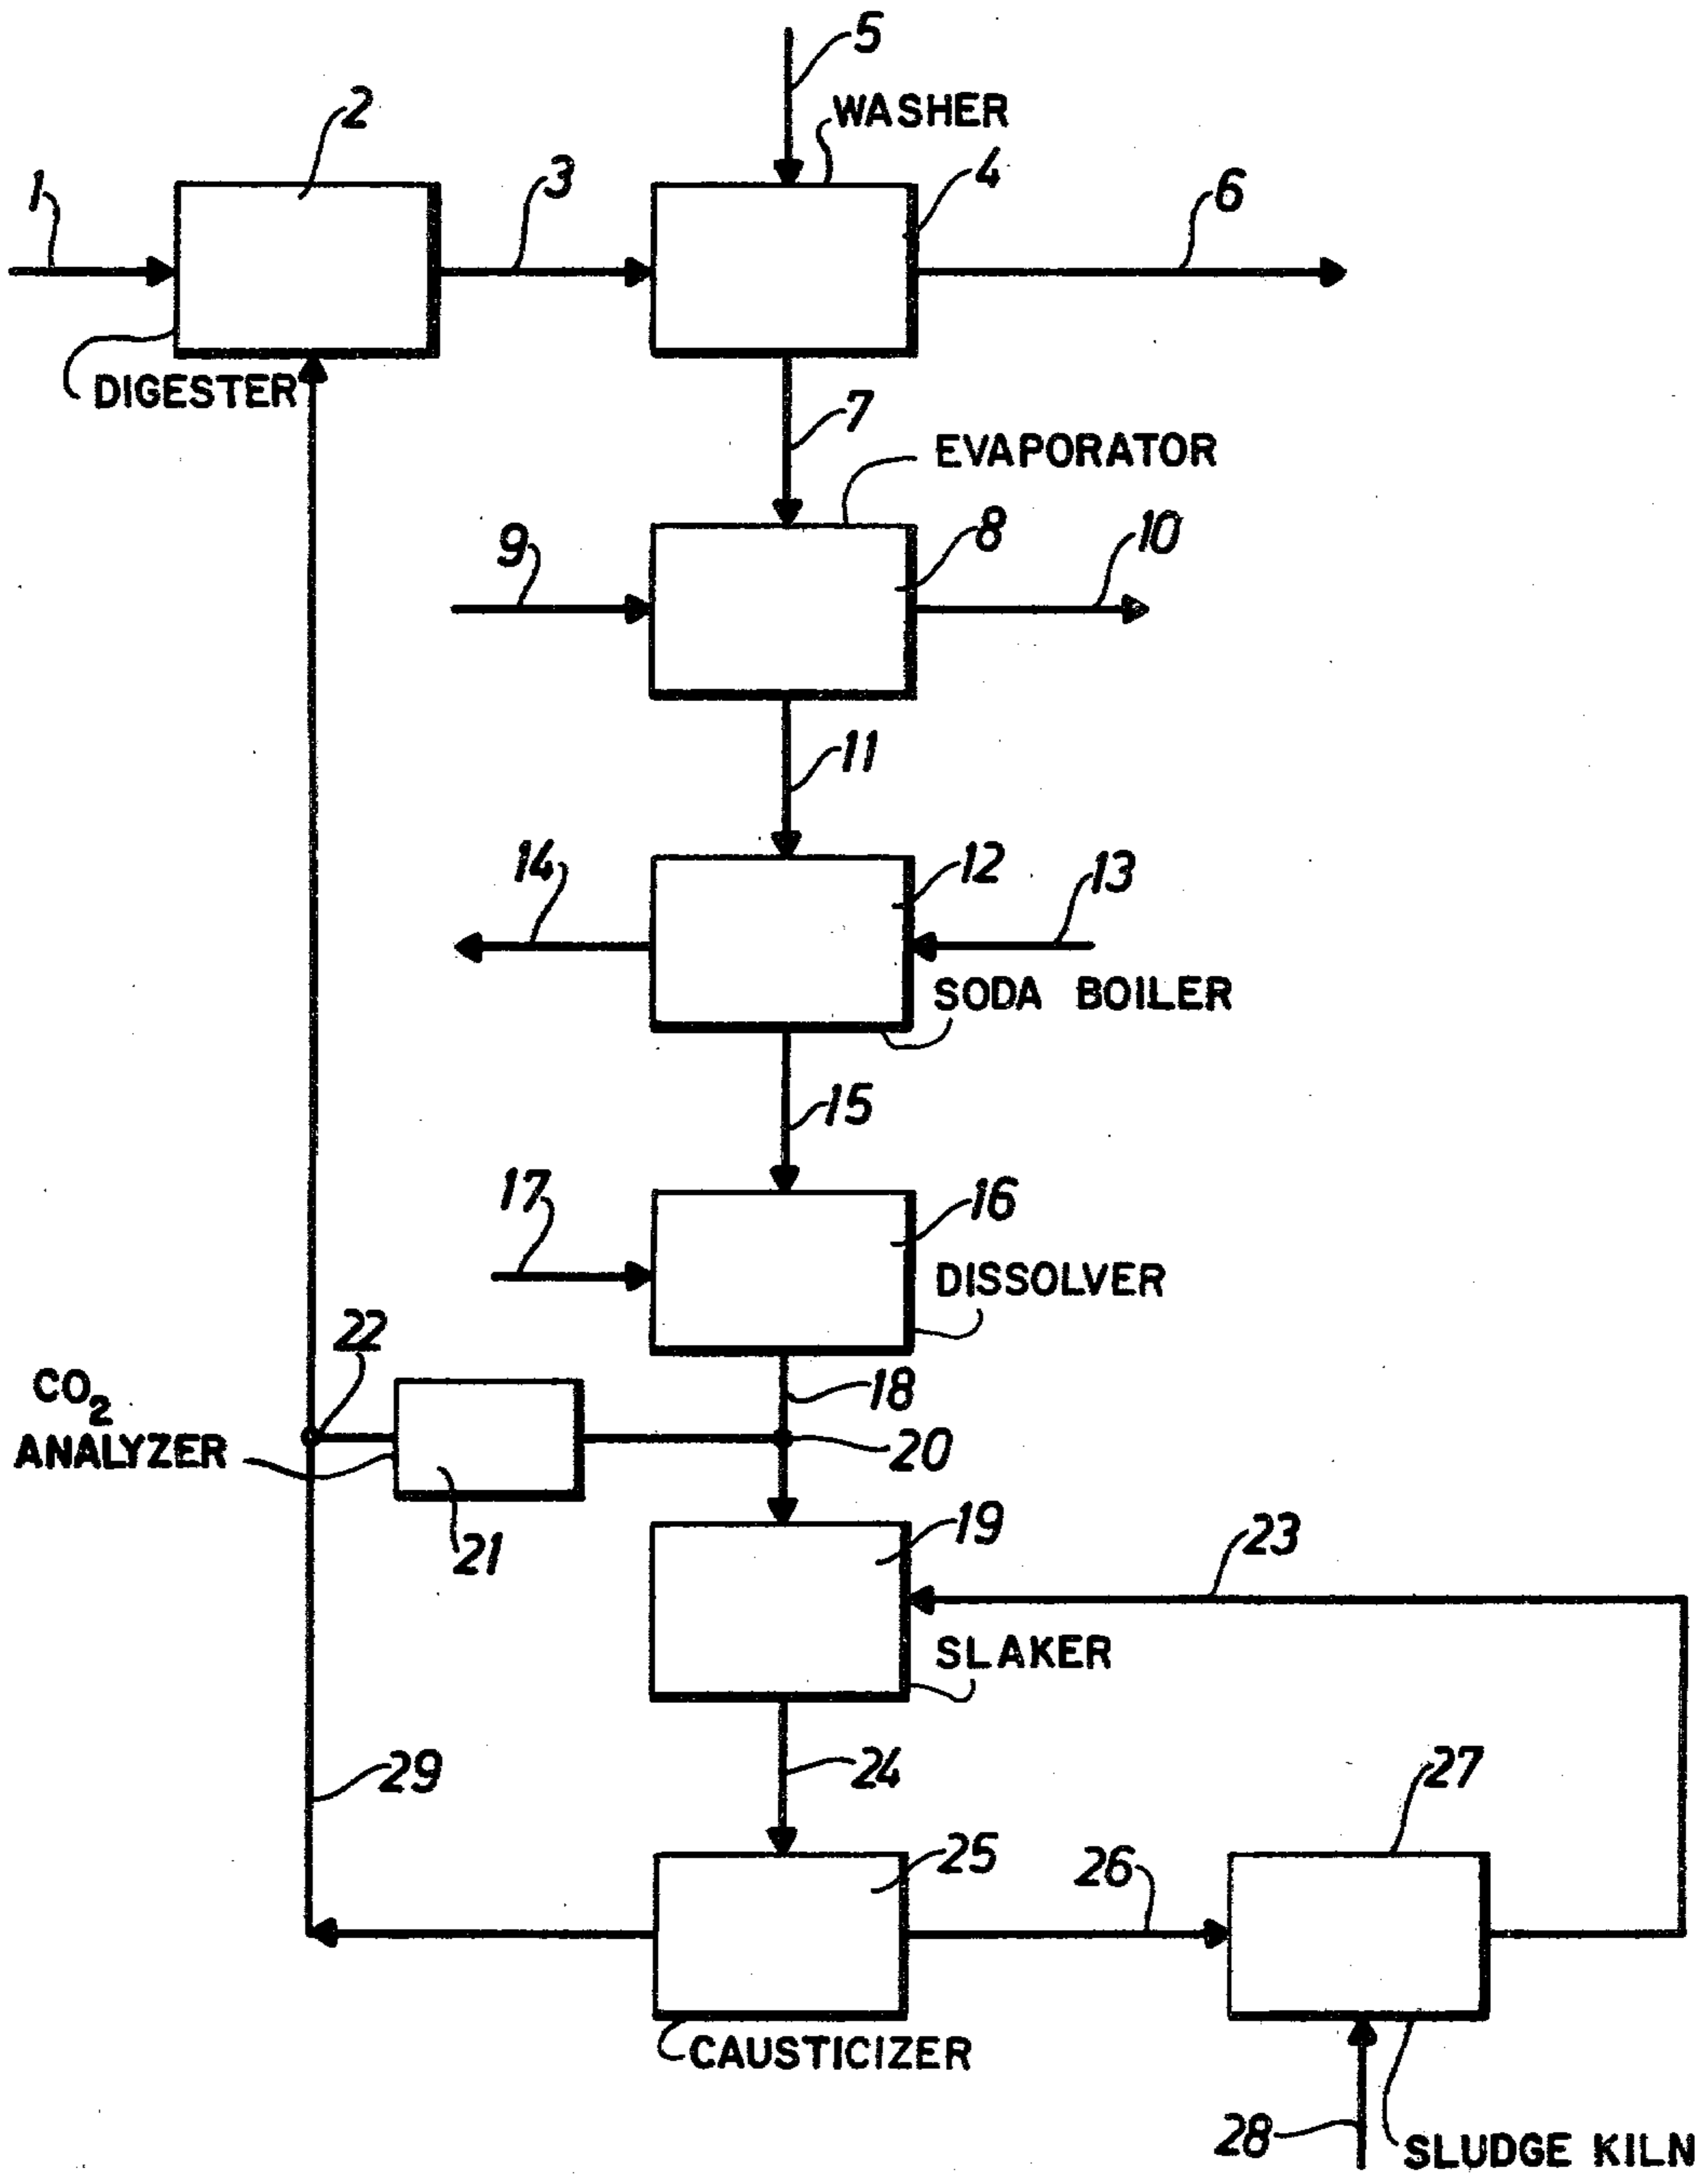 5
WASHER
2
4
3
6
1
DIGESTER
7
EVAPORATOR
8
9
10
11
14
12
13
SODA BOILER
15
17
16
DISSOLVER
22
18
CO2
ANALYZER
20
21
19
23
SLAKER
24
29
27
25
26
CAUSTICIZER
28
SLUDGE KILN